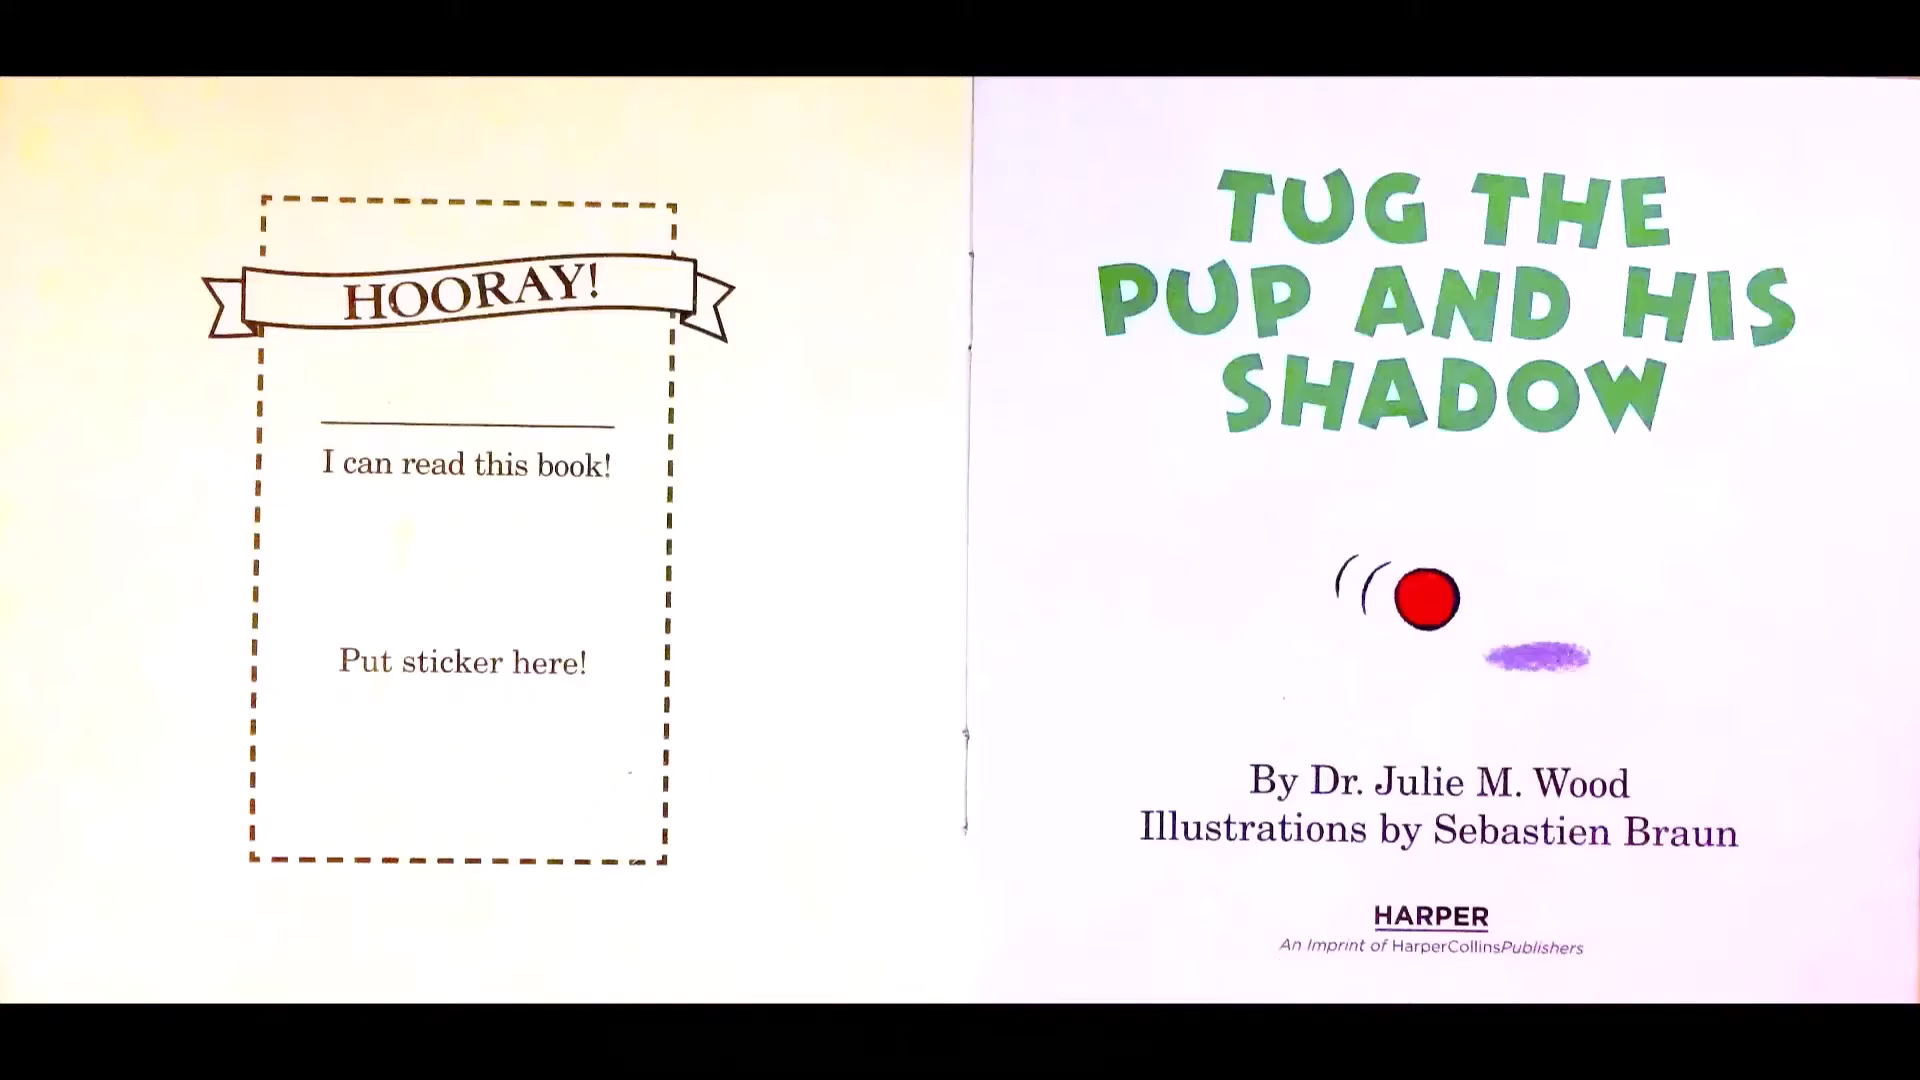 HOORAY!
I can read this book!
Put sticker here!
TUG THE
PUP AND HIS
SHADOW
By Dr. Julie M. Wood
Illustrations by Sebastien Braun
HARPER
An Imprint of HarperCollinsPublishers